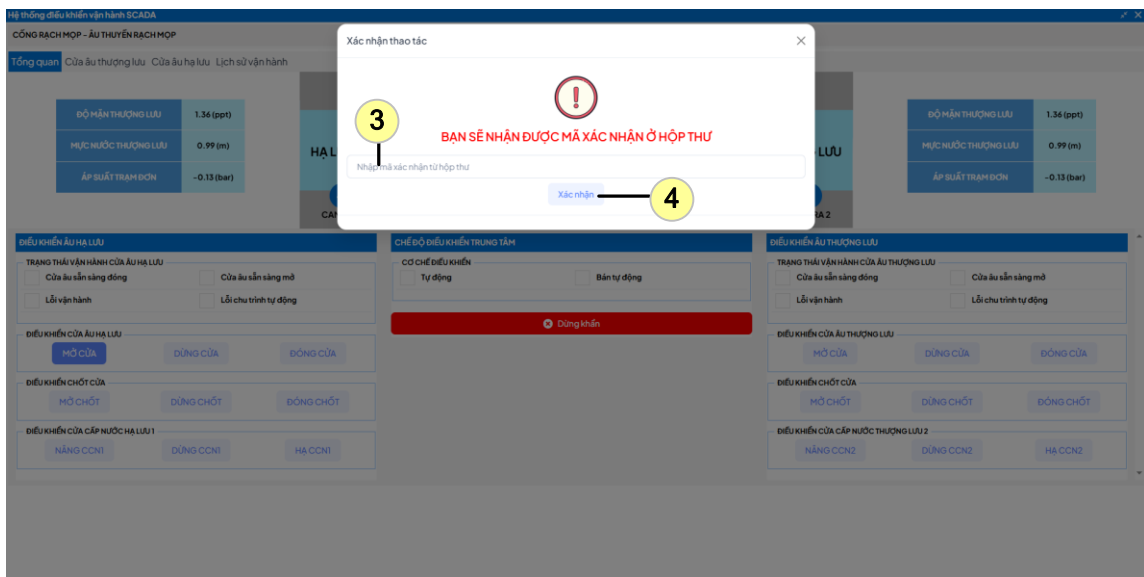 Hệ thống điều khiển vận hành SCADA
CỐNG RẠCH MỌP - ÂU THUYỀN RẠCH MỌP
Tổng quan Cửa âu thượng lưu Cửa âu hạ lưu Lịch sử vận hành
Xác nhận thao tác
3
BẠN SẼ NHẬN ĐƯỢC MÃ XÁC NHẬN Ở HỘP THƯ
Nhập mã xác nhận từ hộp thư
Xác nhận
4
ĐỘ MẶN THƯỢNG LƯU 1.36 (ppt)
MỰC NƯỚC THƯỢNG LƯU 0.99 (m)
ÁP SUẤT TRẠM BƠM -0.13 (bar)
HẠ L
LƯU
CA
RA 2
ĐỘ MẶN THƯỢNG LƯU 1.36 (ppt)
MỰC NƯỚC THƯỢNG LƯU 0.99 (m)
ÁP SUẤT TRẠM BƠM -0.13 (bar)
ĐIỀU KHIỂN ÂU HẠ LƯU
TRẠNG THÁI VẬN HÀNH CỬA ÂU HẠ LƯU
Cửa âu sẵn sàng đóng Cửa âu sẵn sàng mở
Lỗi vận hành Lỗi chu trình tự động
ĐIỀU KHIỂN CỬA ÂU HẠ LƯU
MỞ CỬA DỪNG CỬA ĐÓNG CỬA
ĐIỀU KHIỂN CHỐT CỬA
MỞ CHỐT DỪNG CHỐT ĐÓNG CHỐT
ĐIỀU KHIỂN CỬA CẤP NƯỚC HẠ LƯU 1
NÂNG CCN1 DỪNG CCN1 HẠ CCN1
CHẾ ĐỘ ĐIỀU KHIỂN TRUNG TÂM
CƠ CHẾ ĐIỀU KHIỂN
Tự động Bán tự động
Dừng khẩn
ĐIỀU KHIỂN ÂU THƯỢNG LƯU
TRẠNG THÁI VẬN HÀNH CỬA ÂU THƯỢNG LƯU
Cửa âu sẵn sàng đóng Cửa âu sẵn sàng mở
Lỗi vận hành Lỗi chu trình tự động
ĐIỀU KHIỂN CỬA ÂU THƯỢNG LƯU
MỞ CỬA DỪNG CỬA ĐÓNG CỬA
ĐIỀU KHIỂN CHỐT CỬA
MỞ CHỐT DỪNG CHỐT ĐÓNG CHỐT
ĐIỀU KHIỂN CỬA CẤP NƯỚC THƯỢNG LƯU 2
NÂNG CCN2 DỪNG CCN2 HẠ CCN2